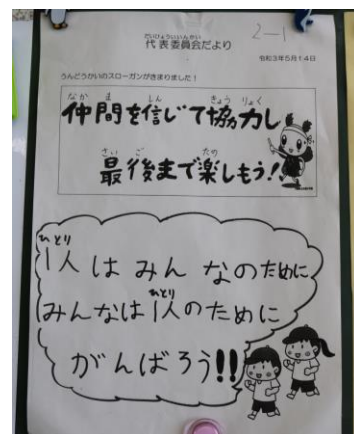 2-1
だいひょういいんかい
代表委員会だより
令和3年5月14日
うんどうかいのスローガンがきまりました！
なかま しん きょうりょく
仲間を信じて協力し
さいご たの
最後まで楽しもう!
ひとり
1人はみんなのために
ひとり
みんなは1人のために
がんばろう!!